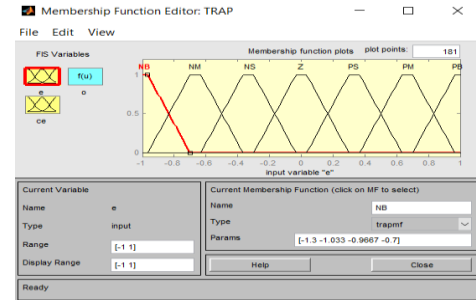 Membership Function Editor: TRAP
File Edit View
FIS Variables
Membership function plots plot points: 181
f(u)
e o
ce
NB NM NS Z PS PM PB
1
0.5
0
-1 -0.8 -0.6 -0.4 -0.2 0 0.2 0.4 0.6 0.8 1
input variable "e"
Current Variable
Name e
Type input
Range [-1 1]
Display Range [-1 1]
Current Membership Function (click on MF to select)
Name NB
Type trapmf
Params [-1.3 -1.033 -0.9667 -0.7]
Help Close
Ready